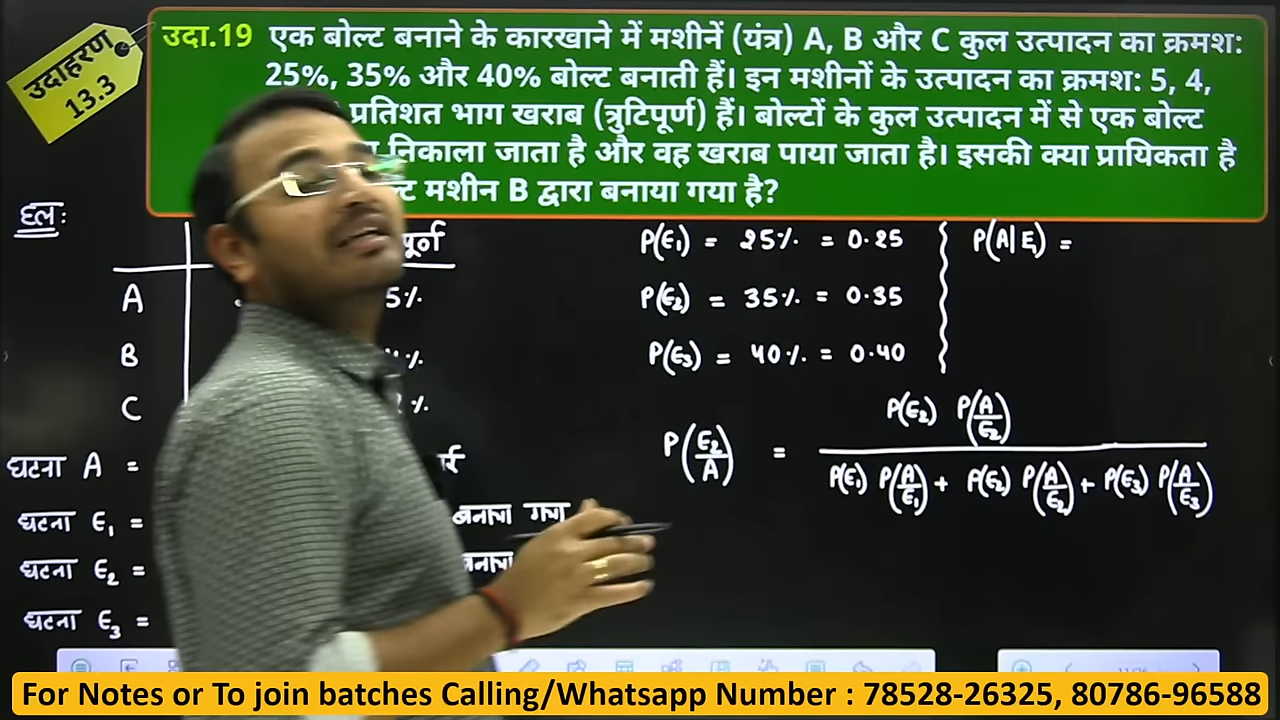 उदाहरण
13.3
उदा.19 एक बोल्ट बनाने के कारखाने में मशीनें (यंत्र) A, B और C कुल उत्पादन का क्रमश:
25%, 35% और 40% बोल्ट बनाती हैं। इन मशीनों के उत्पादन का क्रमश: 5, 4,
प्रतिशत भाग खराब (त्रुटिपूर्ण) हैं। बोल्टों के कुल उत्पादन में से एक बोल्ट
निकाला जाता है और वह खराब पाया जाता है। इसकी क्या प्रायिकता है
मशीन B द्वारा बनाया गया है?
हल:
A 5%
B %
C %
घटना A =
घटना E₁ = बनाया गया
घटना E₂ =
घटना E₃ =
P(E₁) = 25% = 0.25
P(E₂) = 35% = 0.35
P(E₃) = 40% = 0.40
P(A|E₁) =
P(E₂/A) = P(E₂) P(A/E₂) / P(E₁) P(A/E₁) + P(E₂) P(A/E₂) + P(E₃) P(A/E₃)
For Notes or To join batches Calling/Whatsapp Number : 78528-26325, 80786-96588